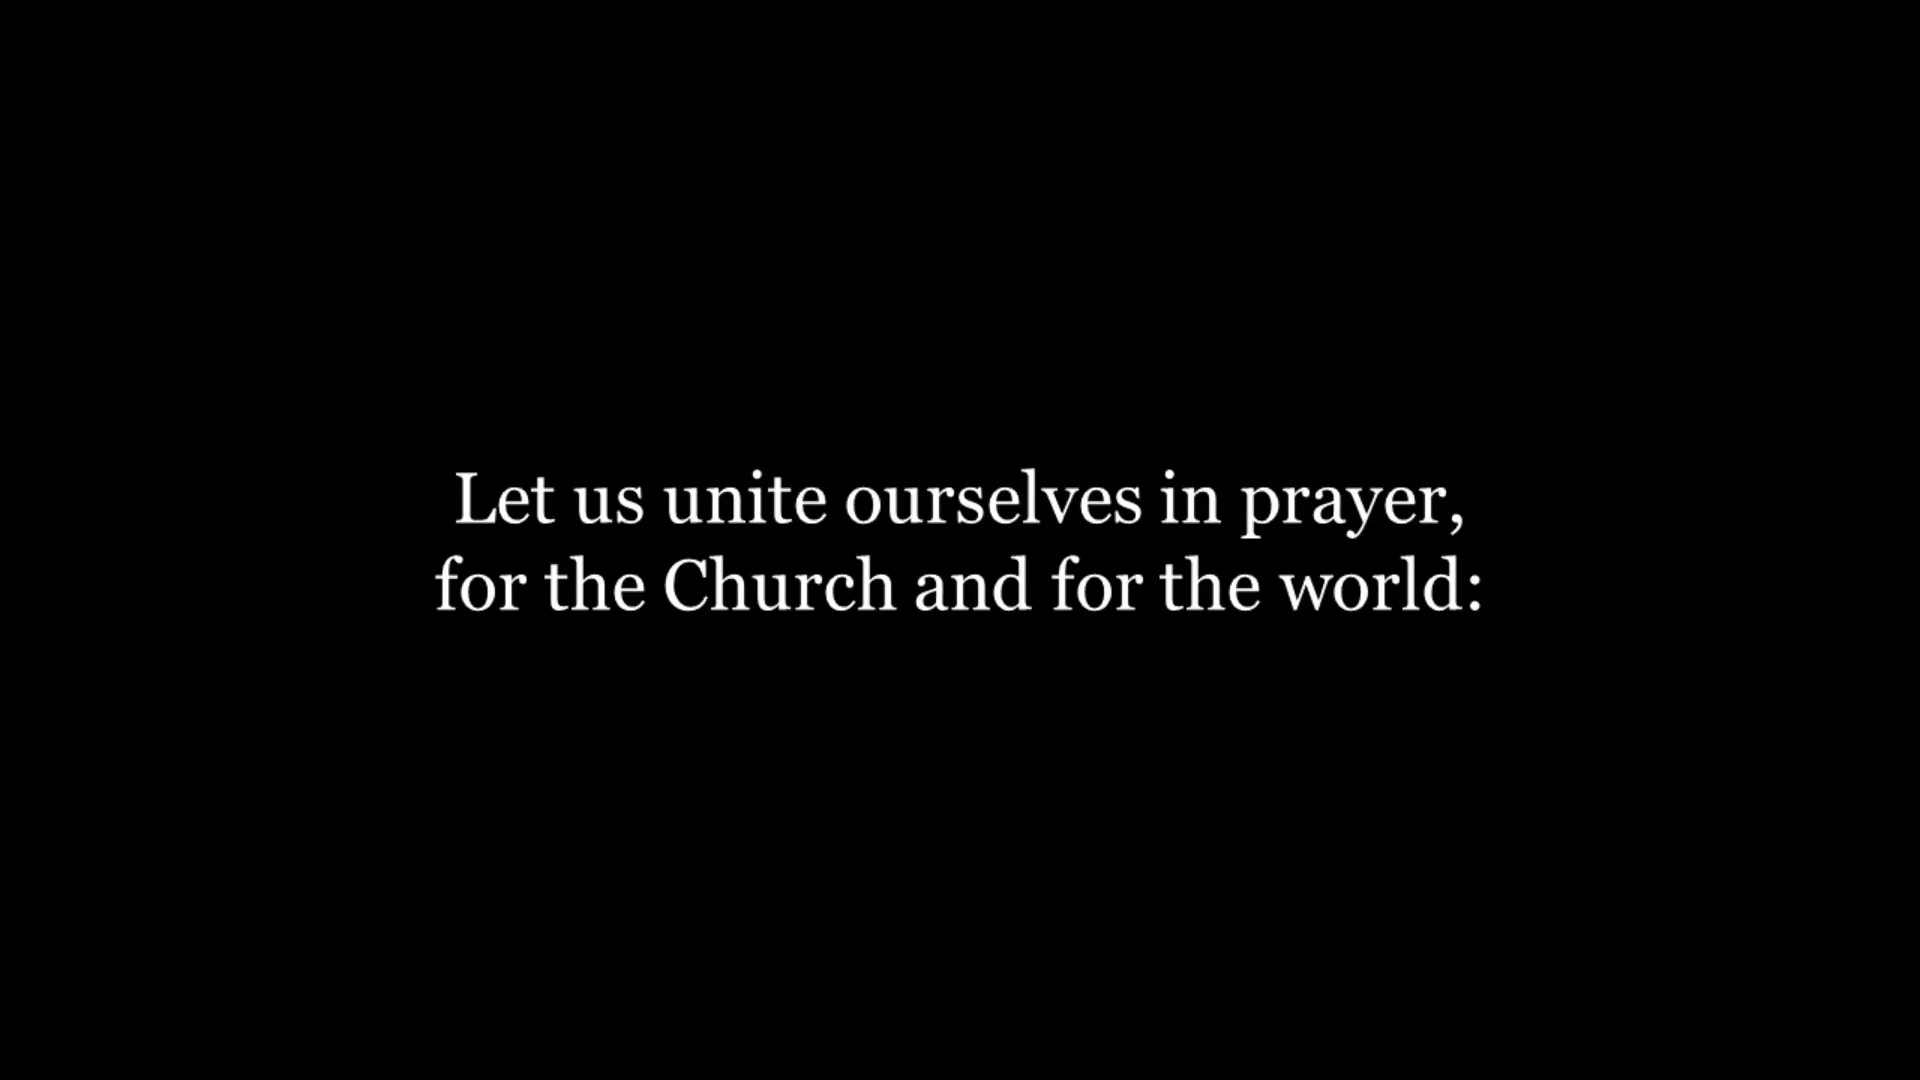 Let us unite ourselves in prayer,
for the Church and for the world: